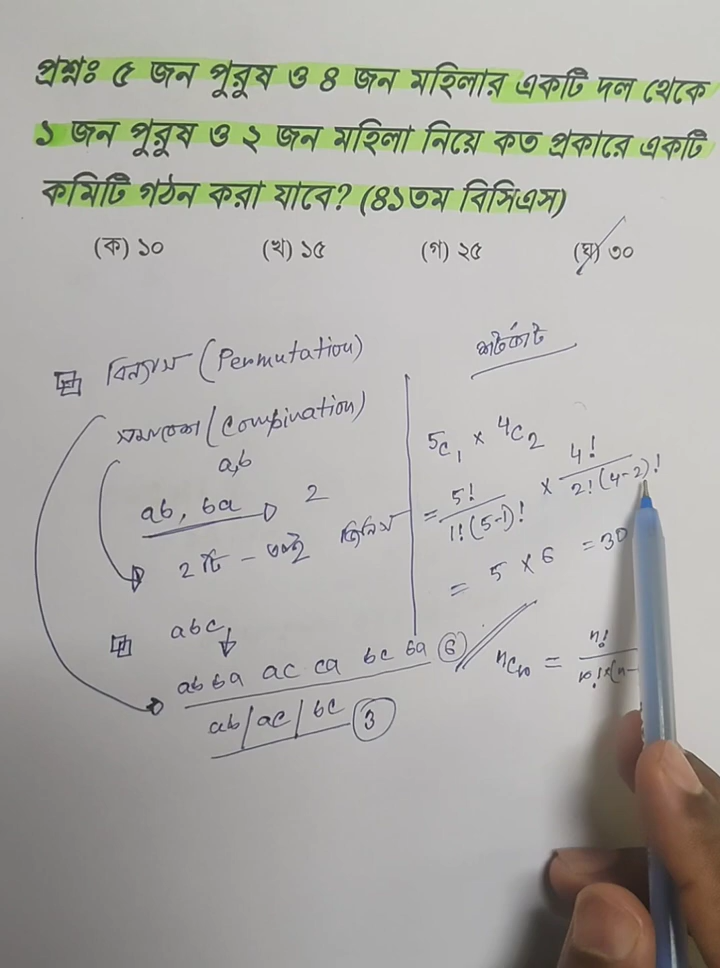 প্রশ্নঃ ৫ জন পুরুষ ও ৪ জন মহিলার একটি দল থেকে
১ জন পুরুষ ও ২ জন মহিলা নিয়ে কত প্রকারে একটি
কমিটি গঠন করা যাবে? (৪১তম বিসিএস)
(ক) ১০ (খ) ১৫ (গ) ২৫ (ঘ) ৩০
বিন্যাস (Permutation)
সমাবেশ (Combination)
a,b
ab, ba 2
2 টি - একই জিনিস
abc,
ab ba ac ca bc 6
ab/ac/bc 3
শর্টকাট
5c1 × 4c2
= 5!/1!(5-1)! × 4!/2!(4-2)!
= 5 × 6 = 30
ncr = n!